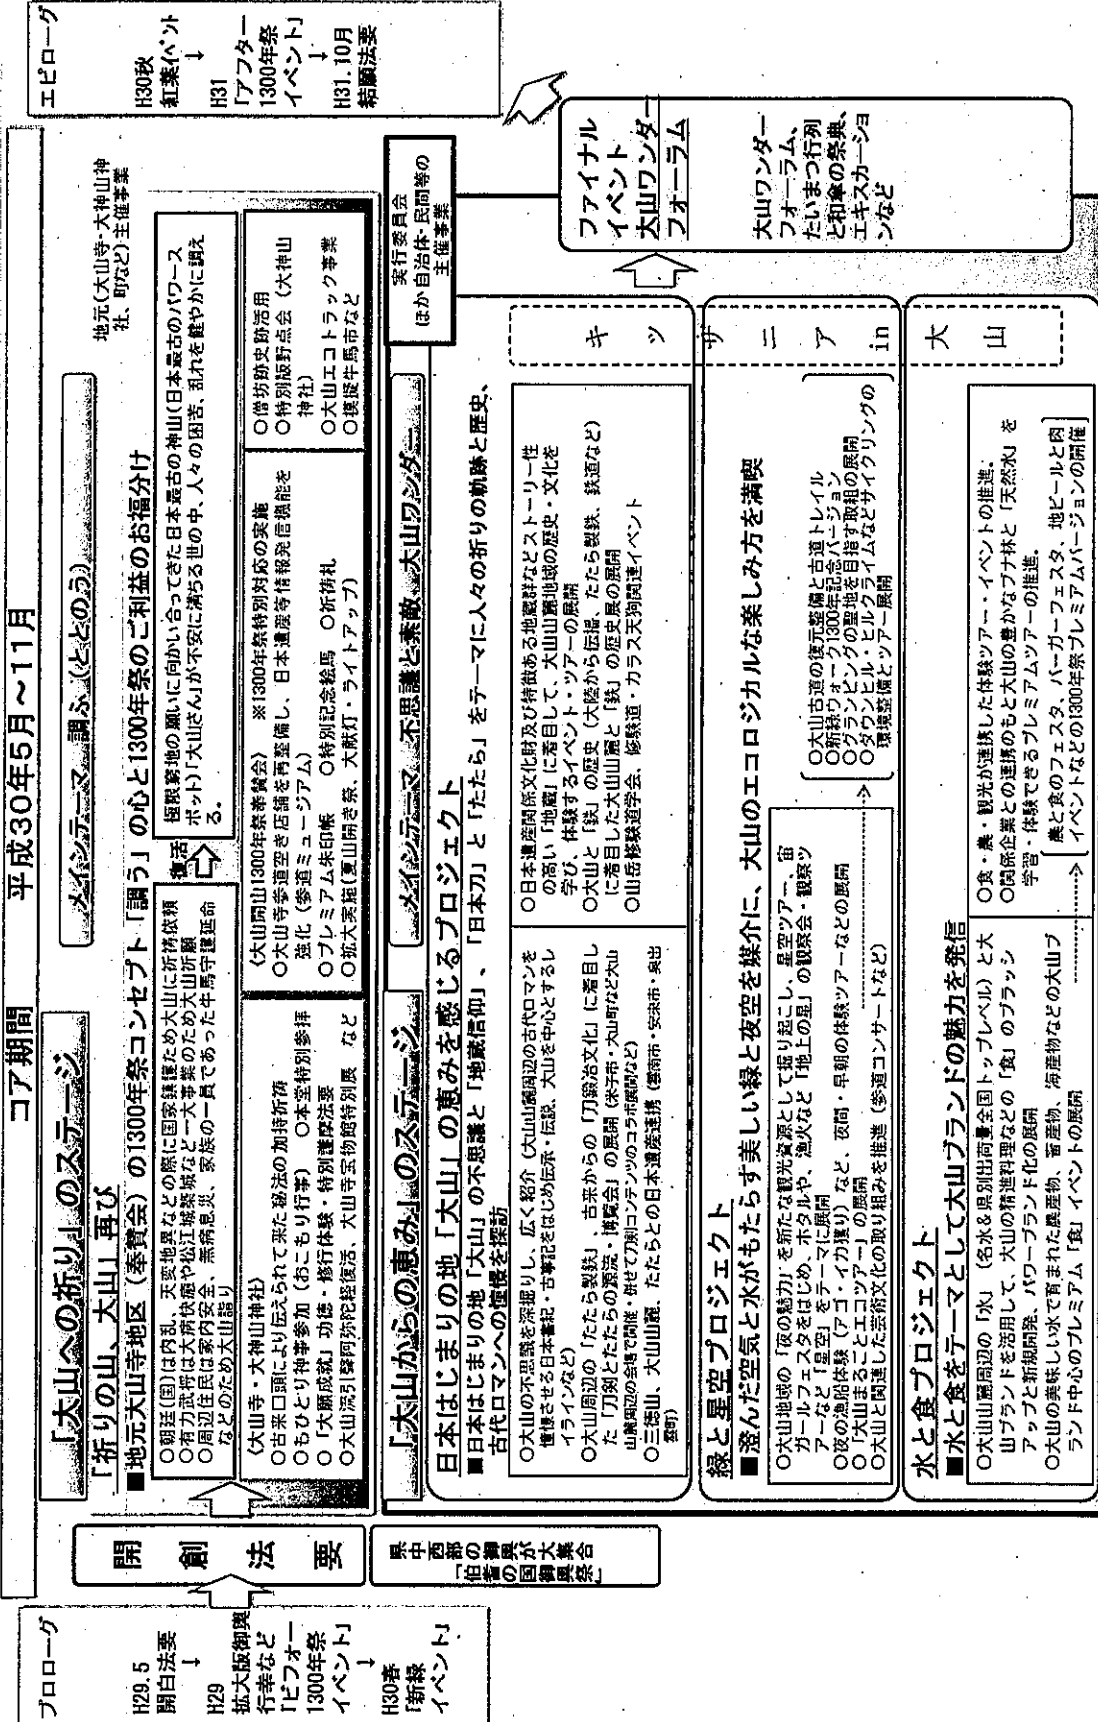 プロローグ
H29.5
開白法要
↓
H29
拡大版御輿
行幸など
「ビフォー
1300年祭
イベント」
↓
H30春
「新緑
イベント」
開創法要
県中西部の御輿が大集合
「伯耆の国御輿祭」
コア期間　平成30年5月～11月
「大山への祈り」のステージ
メインテーマ　調ふ（ととのう）
地元（大山寺・大神山神
社、町など）主催事業
「祈りの山、大山」再び
■地元大山寺地区（奉賛会）の1300年祭コンセプト「調う」の心と1300年祭のご利益のお福分け
○朝廷（国）は内乱、天変地異などの際に国家鎮護ため大山に祈祷依頼
○有力武将は大病快癒や松江城築城など一大事業のため大山祈願
○周辺住民は家内安全、無病息災、家族の一員であった牛馬守護延命
などのため大山詣り
復活
極限窮地の願いに向かい合ってきた日本最古の神山（日本最古のパワース
ポット）「大山さん」が不安に満ちる世の中、人々の困苦、乱れを健やかに調え
る。
〈大山寺・大神山神社〉
○古来口頭により伝えられて来た秘法の加持祈祷
○もひとり神事参加（おこもり行事）　○本堂特別参拝
○「大願成就」功徳・修行体験　特別護摩法要
○大山流引聲阿弥陀経復活、大山寺宝物館特別展　など
〈大山開山1300年祭奉賛会〉　※1300年祭特別対応の実施
○大山寺参道空き店舗を再整備し、日本遺産等情報発信機能を
強化（参道ミュージアム）
○プレミアム朱印帳　○特別記念絵馬　○祈祷札
○拡大実施（夏山開き祭、大献灯・ライトアップ）
○僧坊跡史跡活用
○特別版野点会（大神山
神社）
○大山エコトラック事業
○模擬牛馬市など
「大山からの恵み」のステージ
メインテーマ　不思議と素敵、大山ワンダー
実行委員会
ほか自治体・民間等の
主催事業
日本はじまりの地「大山」の恵みを感じるプロジェクト
■日本はじまりの地「大山」の不思議と「地蔵信仰」、「日本刀」と「たたら」をテーマに人々の祈りの軌跡と歴史、
古代ロマンへの憧憬を探訪
○大山の不思議を深掘りし、広く紹介（大山山麓周辺の古代ロマンを
憧憬させる日本書紀・古事記をはじめ伝承・伝説、大山を中心とするレ
イラインなど）
○大山周辺の「たたら製鉄」、古来からの「刀鍛冶文化」に着目し
た「刀剣とたたらの源流・博覧会」の展開（米子市・大山町など大山
山麓周辺の会場で開催・併せて刀剣コンテンツのコラボ展開など）
○三徳山、大山山麓、たたらとの日本遺産連携（雲南市・安来市・奥出
雲町）
○日本遺産関係文化財及び特徴ある地蔵群などストーリー性
の高い「地蔵」に着目して、大山山麓地域の歴史・文化を
学び、体験するイベント・ツアーの展開
○大山と「鉄」の歴史（大陸から伝播、たたら製鉄、鉄道など）
に着目した大山山麓と「鉄」の歴史展の展開
○山岳修験道学会、修験道・カラス天狗関連イベント
緑と星空プロジェクト
■澄んだ空気と水がもたらす美しい緑と夜空を媒介に、大山のエコロジカルな楽しみ方を満喫
○大山地域の「夜の魅力」を新たな観光資源として掘り起こし、星空ツアー、宙
ガールフェスタをはじめ、ホタルや、漁火など「地上の星」の観察会・観察ツ
アーなど「星空」をテーマに展開
○夜の漁船体験（アゴ・イカ獲り）など、夜間・早朝の体験ツアーなどの展開
○「大山まるごとエコツアー」の展開
○大山と関連した芸術文化の取り組みを推進（参道コンサートなど）
○大山古道の復元整備と古道トレイル
○新緑ウォーク1300年記念バージョン
○グランピングの聖地を目指す取組の展開
○ダウンヒル・ヒルクライムなどサイクリングの
環境整備とツアー展開
水と食プロジェクト
■水と食をテーマとして大山ブランドの魅力を発信
○大山山麓周辺の「水」（名水＆県別出荷量全国トップレベル）と大
山ブランドを活用して、大山の精進料理などの「食」のブラッシ
アップと新規開発、パワーブランド化の展開
○大山の美味しい水で育まれた農産物、畜産物、海産物などの大山ブ
ランド中心のプレミアム「食」イベントの展開
○食・農・観光が連携した体験ツアー・イベントの推進。
○関係企業との連携のもと大山の豊かなブナ林と「天然水」を
学習・体験できるプレミアムツアーの推進。
農と食のフェスタ、バーガーフェスタ、地ビールと肉
イベントなどの1300年祭プレミアムバージョンの開催
キッザニアin大山
ファイナル
イベント
大山ワンダー
フォーラム
大山ワンダー
フォーラム、
たいまつ行列
と和傘の祭典、
エキスカーショ
ンなど
エピローグ
H30秋
紅葉イベント
↓
H31
「アフター
1300年祭
イベント」
↓
H31.10月
結願法要